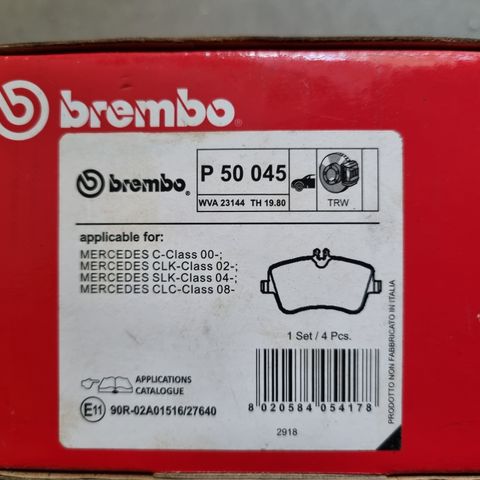 brembo
brembo
P 50 045
WVA 23144 TH 19.80
TRW
applicable for:
MERCEDES C-Class 00-;
MERCEDES CLK-Class 02-;
MERCEDES SLK-Class 04-;
MERCEDES CLC-Class 08-
1 Set / 4 Pcs.
APPLICATIONS
CATALOGUE
E11 90R-02A01516/27640
8 020584 054178
2918
PRODOTTO NON FABBRICATO IN ITALIA